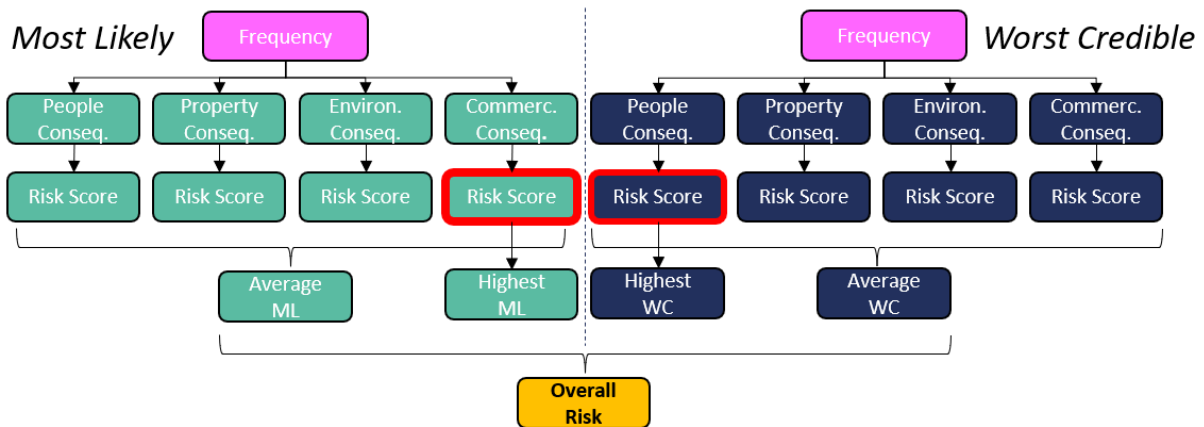 Most Likely
Frequency
Frequency
Worst Credible
People
Conseq.
Property
Conseq.
Environ.
Conseq.
Commerc.
Conseq.
People
Conseq.
Property
Conseq.
Environ.
Conseq.
Commerc.
Conseq.
Risk Score
Risk Score
Risk Score
Risk Score
Risk Score
Risk Score
Risk Score
Risk Score
Average
ML
Highest
ML
Highest
WC
Average
WC
Overall
Risk